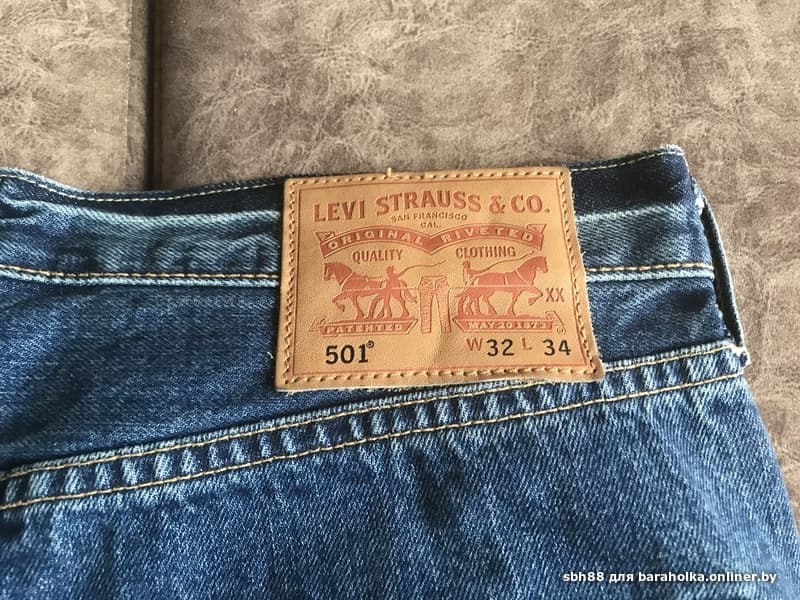 LEVI STRAUSS & CO.
SAN FRANCISCO
CAL.
ORIGINAL RIVETED
QUALITY CLOTHING
XX
PATENTED MAY 20 1873
501® W 32 L 34
sbh88 для baraholka.onliner.by